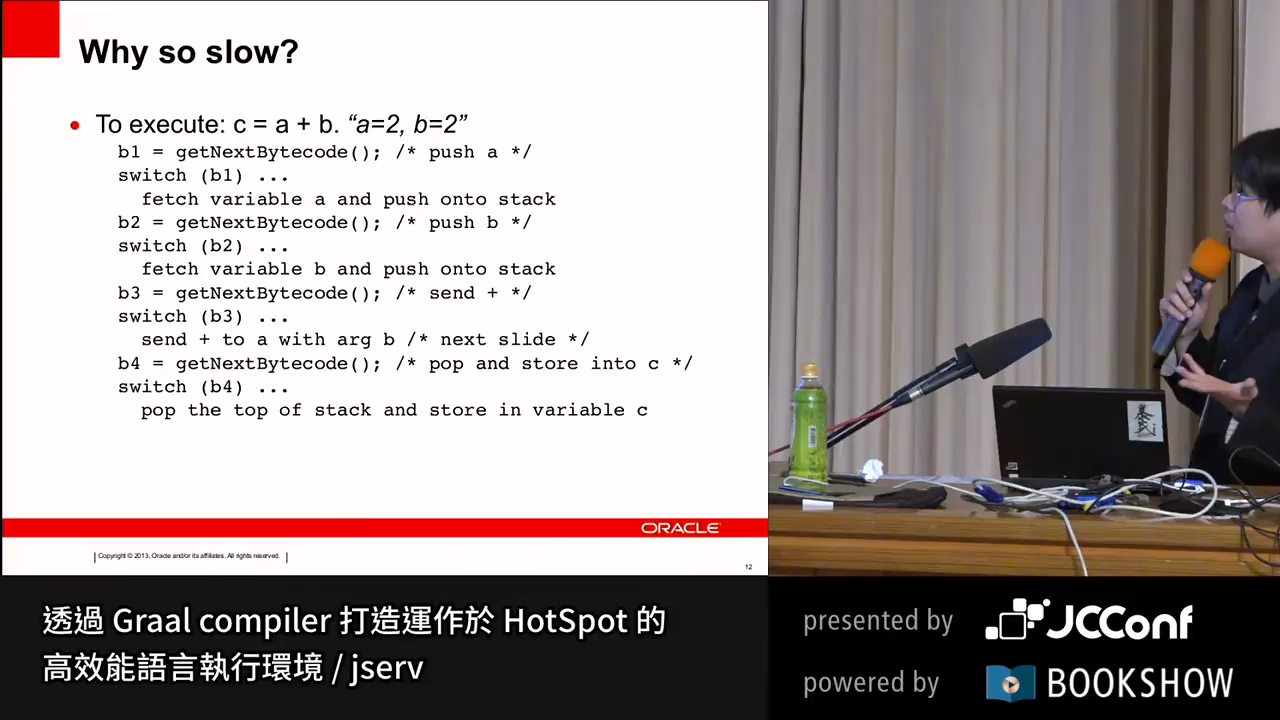 Why so slow?
• To execute: c = a + b. “a=2, b=2”
b1 = getNextBytecode(); /* push a */
switch (b1) ...
fetch variable a and push onto stack
b2 = getNextBytecode(); /* push b */
switch (b2) ...
fetch variable b and push onto stack
b3 = getNextBytecode(); /* send + */
switch (b3) ...
send + to a with arg b /* next slide */
b4 = getNextBytecode(); /* pop and store into c */
switch (b4) ...
pop the top of stack and store in variable c
ORACLE
Copyright © 2013, Oracle and/or its affiliates. All rights reserved.
12
透過 Graal compiler 打造運作於 HotSpot 的
高效能語言執行環境 / jserv
presented by JCConf
powered by BOOKSHOW